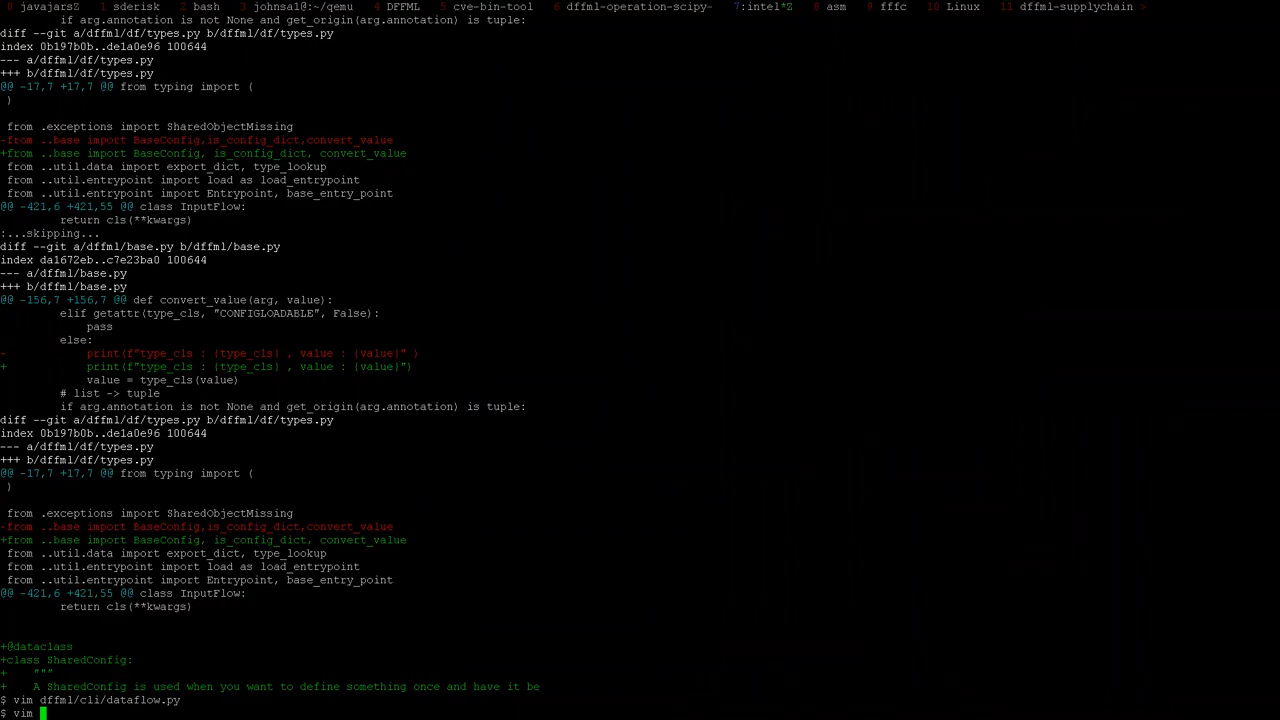 0 javajarsZ  1 sderisk  2 bash  3 johnsa1@:~/qemu  4 DFFML  5 cve-bin-tool  6 dffml-operation-scipy-  7:intel*Z  8 asm  9 fffc  10 Linux  11 dffml-supplychain >
         if arg.annotation is not None and get_origin(arg.annotation) is tuple:
diff --git a/dffml/df/types.py b/dffml/df/types.py
index 0b197b0b..de1a0e96 100644
--- a/dffml/df/types.py
+++ b/dffml/df/types.py
@@ -17,7 +17,7 @@ from typing import (
 )
 from .exceptions import SharedObjectMissing
-from ..base import BaseConfig,is_config_dict,convert_value
+from ..base import BaseConfig, is_config_dict, convert_value
 from ..util.data import export_dict, type_lookup
 from ..util.entrypoint import load as load_entrypoint
 from ..util.entrypoint import Entrypoint, base_entry_point
@@ -421,6 +421,55 @@ class InputFlow:
         return cls(**kwargs)
:...skipping...
diff --git a/dffml/base.py b/dffml/base.py
index da1672eb..c7e23ba0 100644
--- a/dffml/base.py
+++ b/dffml/base.py
@@ -156,7 +156,7 @@ def convert_value(arg, value):
         elif getattr(type_cls, "CONFIGLOADABLE", False):
             pass
         else:
-            print(f"type_cls : {type_cls} , value : {value}" )
+            print(f"type_cls : {type_cls} , value : {value}")
             value = type_cls(value)
         # list -> tuple
         if arg.annotation is not None and get_origin(arg.annotation) is tuple:
diff --git a/dffml/df/types.py b/dffml/df/types.py
index 0b197b0b..de1a0e96 100644
--- a/dffml/df/types.py
+++ b/dffml/df/types.py
@@ -17,7 +17,7 @@ from typing import (
 )
 from .exceptions import SharedObjectMissing
-from ..base import BaseConfig,is_config_dict,convert_value
+from ..base import BaseConfig, is_config_dict, convert_value
 from ..util.data import export_dict, type_lookup
 from ..util.entrypoint import load as load_entrypoint
 from ..util.entrypoint import Entrypoint, base_entry_point
@@ -421,6 +421,55 @@ class InputFlow:
         return cls(**kwargs)
+@dataclass
+class SharedConfig:
+    """
+    A SharedConfig is used when you want to define something once and have it be
$ vim dffml/cli/dataflow.py
$ vim